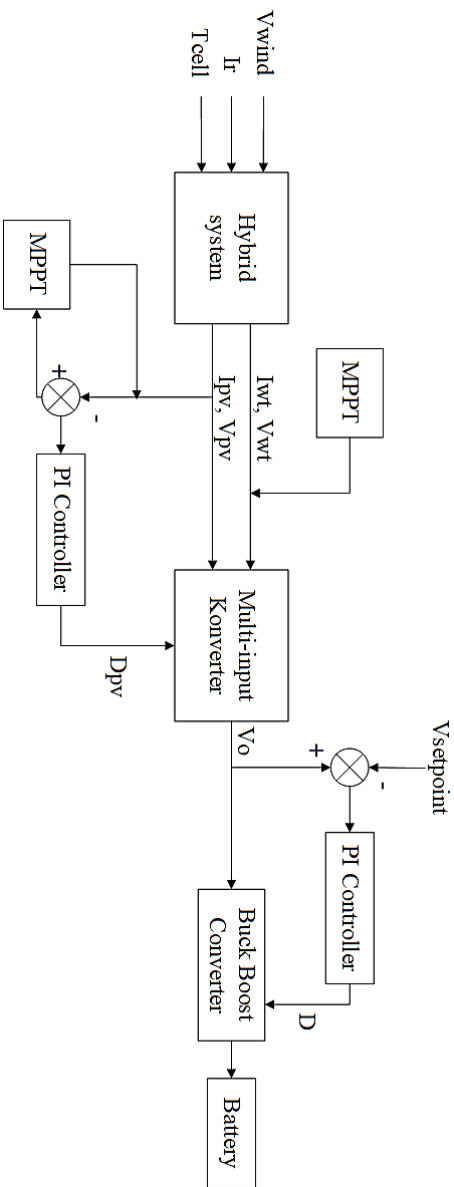 Vwind
Ir
Tcell
Hybrid
system
MPPT
Iwt, Vwt
Ipv, Vpv
MPPT
+
-
PI Controller
Dpv
Multi-input
Konverter
Vo
Vsetpoint
+
-
PI Controller
D
Buck Boost
Converter
Battery